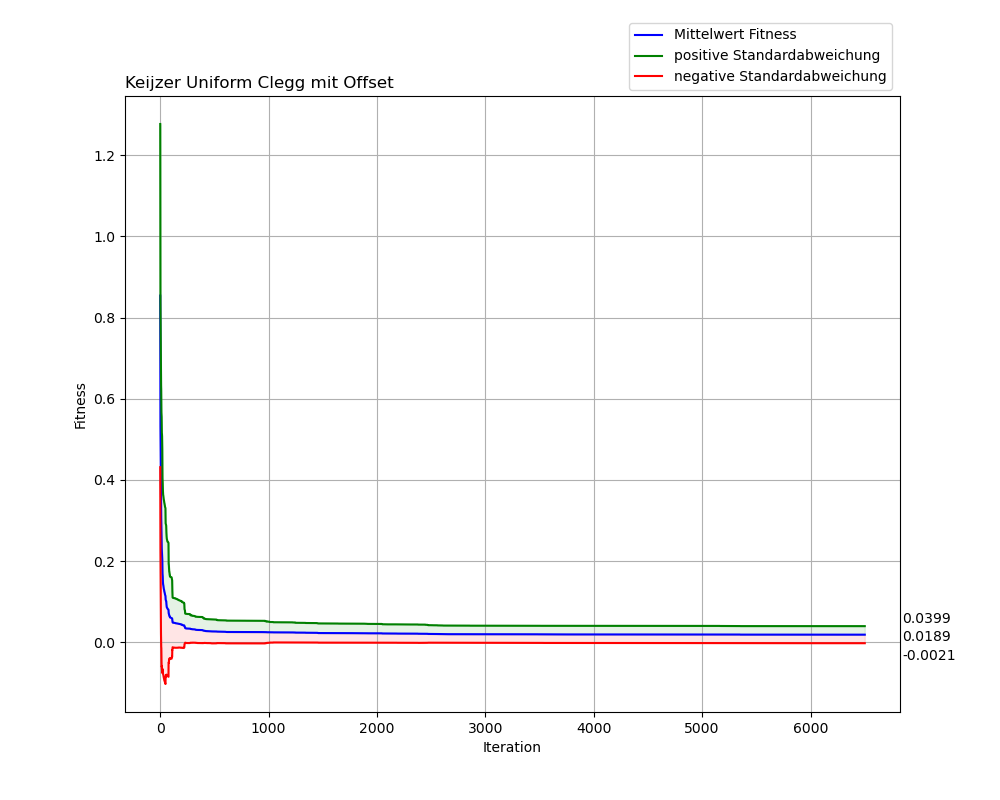 Mittelwert Fitness
positive Standardabweichung
negative Standardabweichung
Keijzer Uniform Clegg mit Offset
1.2
1.0
0.8
0.6
0.4
0.2
0.0
Fitness
0.0399
0.0189
-0.0021
0 1000 2000 3000 4000 5000 6000
Iteration